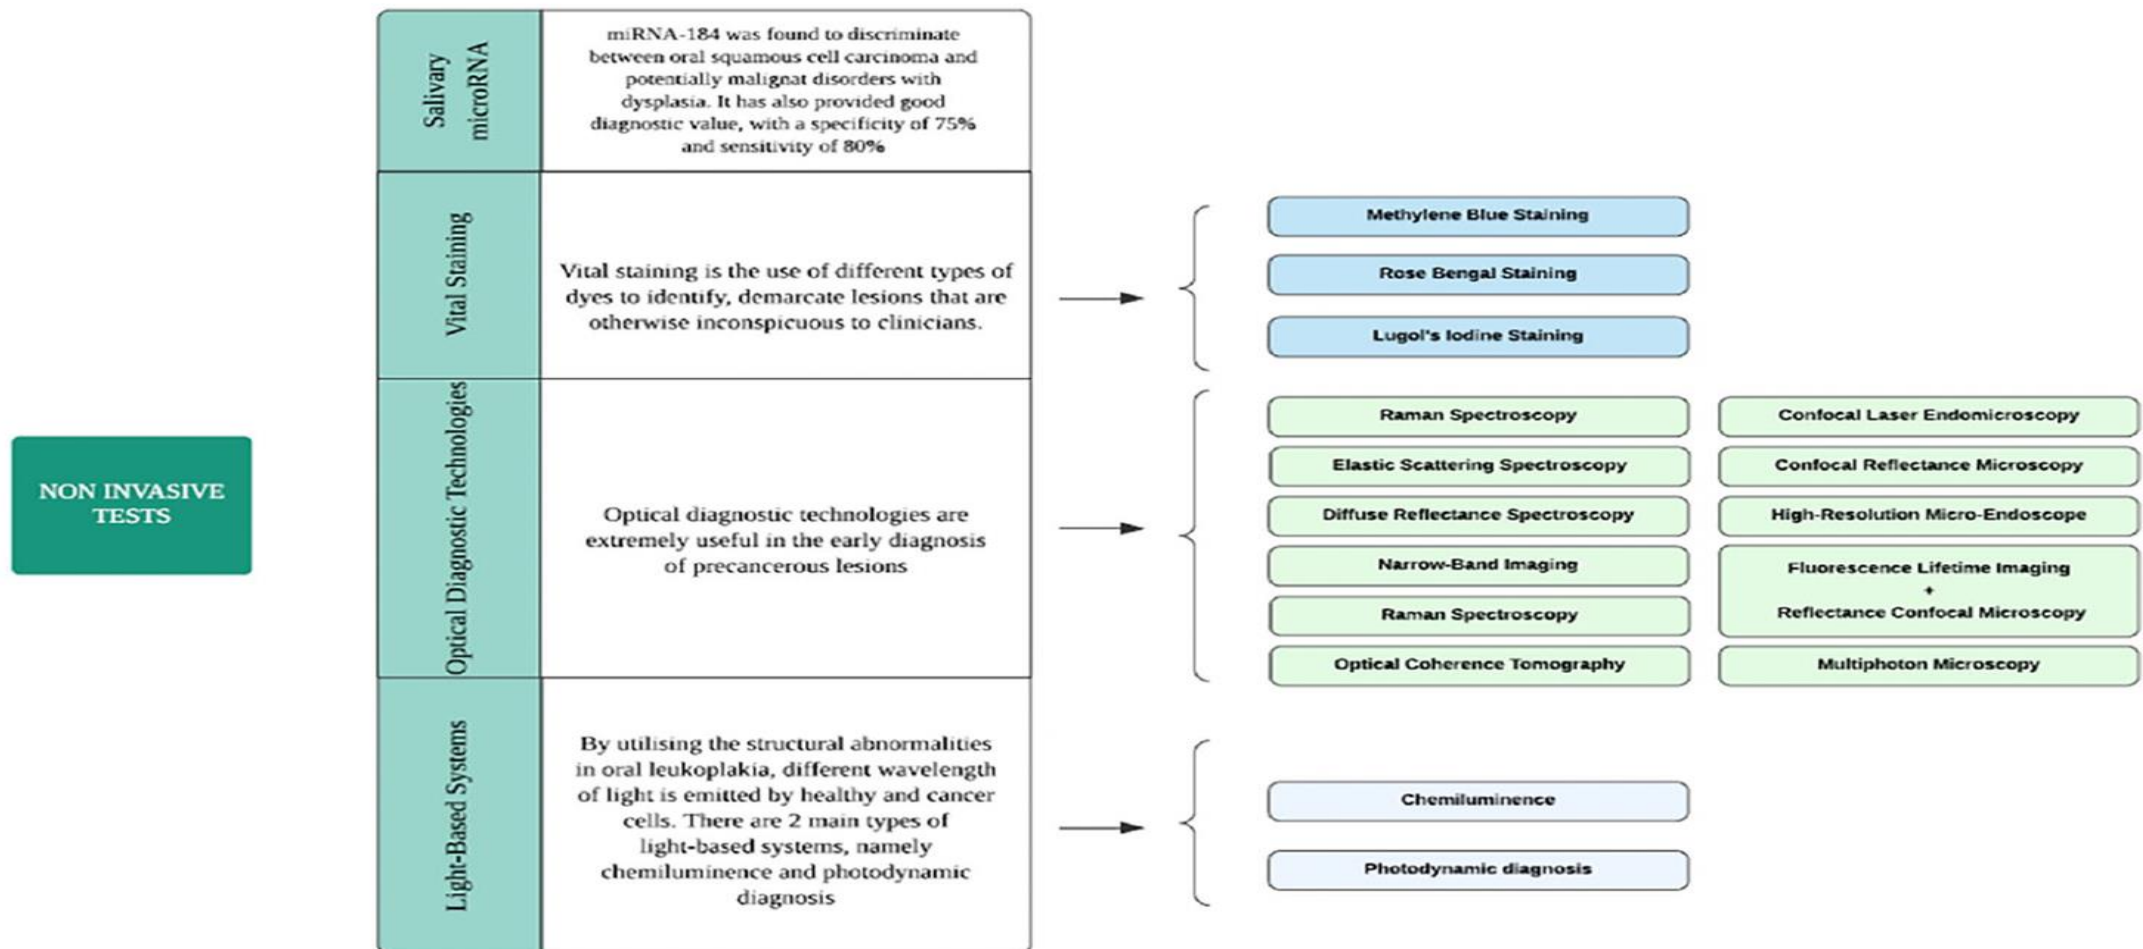 NON INVASIVE
TESTS
Salivary
microRNA
miRNA-184 was found to discriminate
between oral squamous cell carcinoma and
potentially malignat disorders with
dysplasia. It has also provided good
diagnostic value, with a specificity of 75%
and sensitivity of 80%
Vital Staining
Vital staining is the use of different types of
dyes to identify, demarcate lesions that are
otherwise inconspicuous to clinicians.
Methylene Blue Staining
Rose Bengal Staining
Lugol's Iodine Staining
Optical Diagnostic Technologies
Optical diagnostic technologies are
extremely useful in the early diagnosis
of precancerous lesions
Raman Spectroscopy
Elastic Scattering Spectroscopy
Diffuse Reflectance Spectroscopy
Narrow-Band Imaging
Raman Spectroscopy
Optical Coherence Tomography
Confocal Laser Endomicroscopy
Confocal Reflectance Microscopy
High-Resolution Micro-Endoscope
Fluorescence Lifetime Imaging
+
Reflectance Confocal Microscopy
Multiphoton Microscopy
Light-Based Systems
By utilising the structural abnormalities
in oral leukoplakia, different wavelength
of light is emitted by healthy and cancer
cells. There are 2 main types of
light-based systems, namely
chemiluminence and photodynamic
diagnosis
Chemiluminence
Photodynamic diagnosis